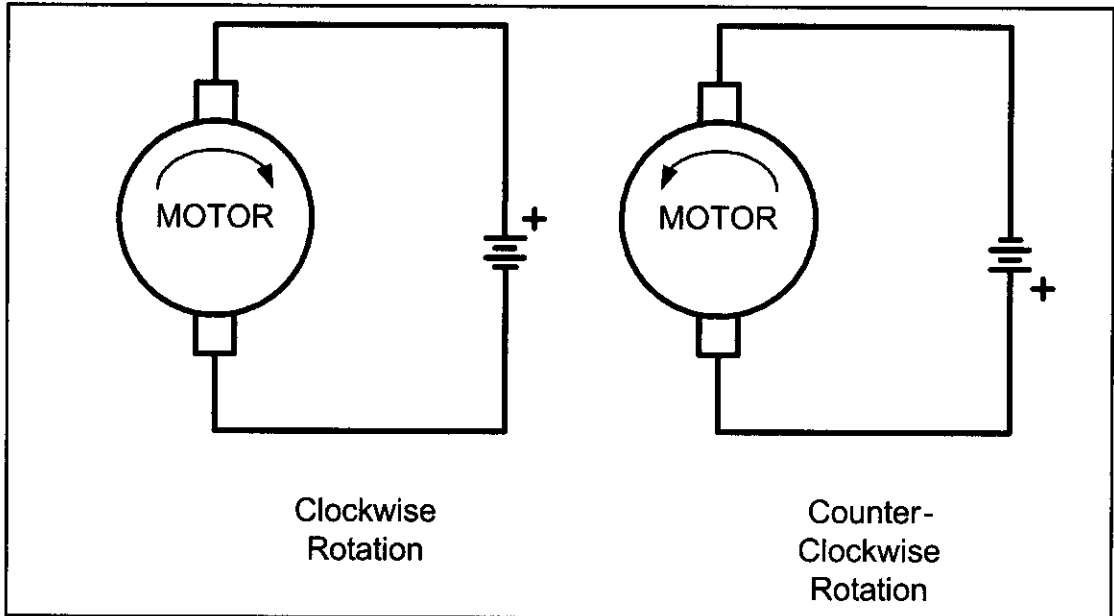 MOTOR
+
Clockwise
Rotation
MOTOR
+
Counter-
Clockwise
Rotation